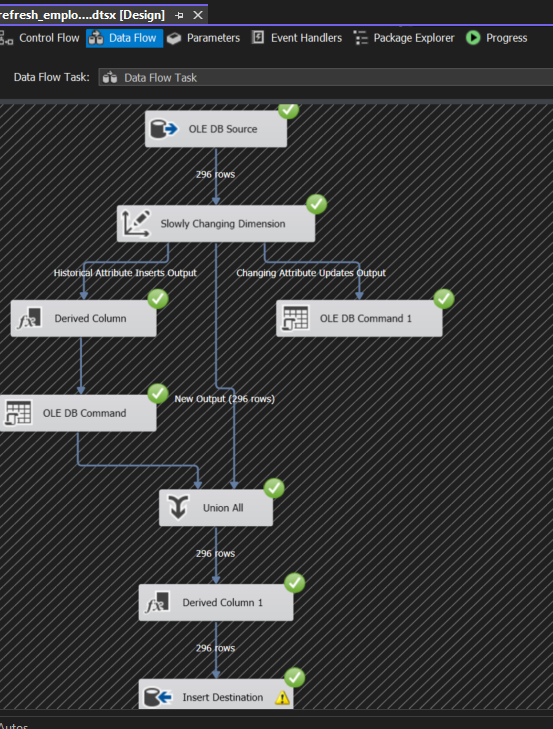 refresh_emplo....dtsx [Design]
Control Flow Data Flow Parameters Event Handlers Package Explorer Progress
Data Flow Task: Data Flow Task
OLE DB Source
296 rows
Slowly Changing Dimension
Historical Attribute Inserts Output Changing Attribute Updates Output
Derived Column OLE DB Command 1
New Output (296 rows)
OLE DB Command
Union All
296 rows
Derived Column 1
296 rows
Insert Destination